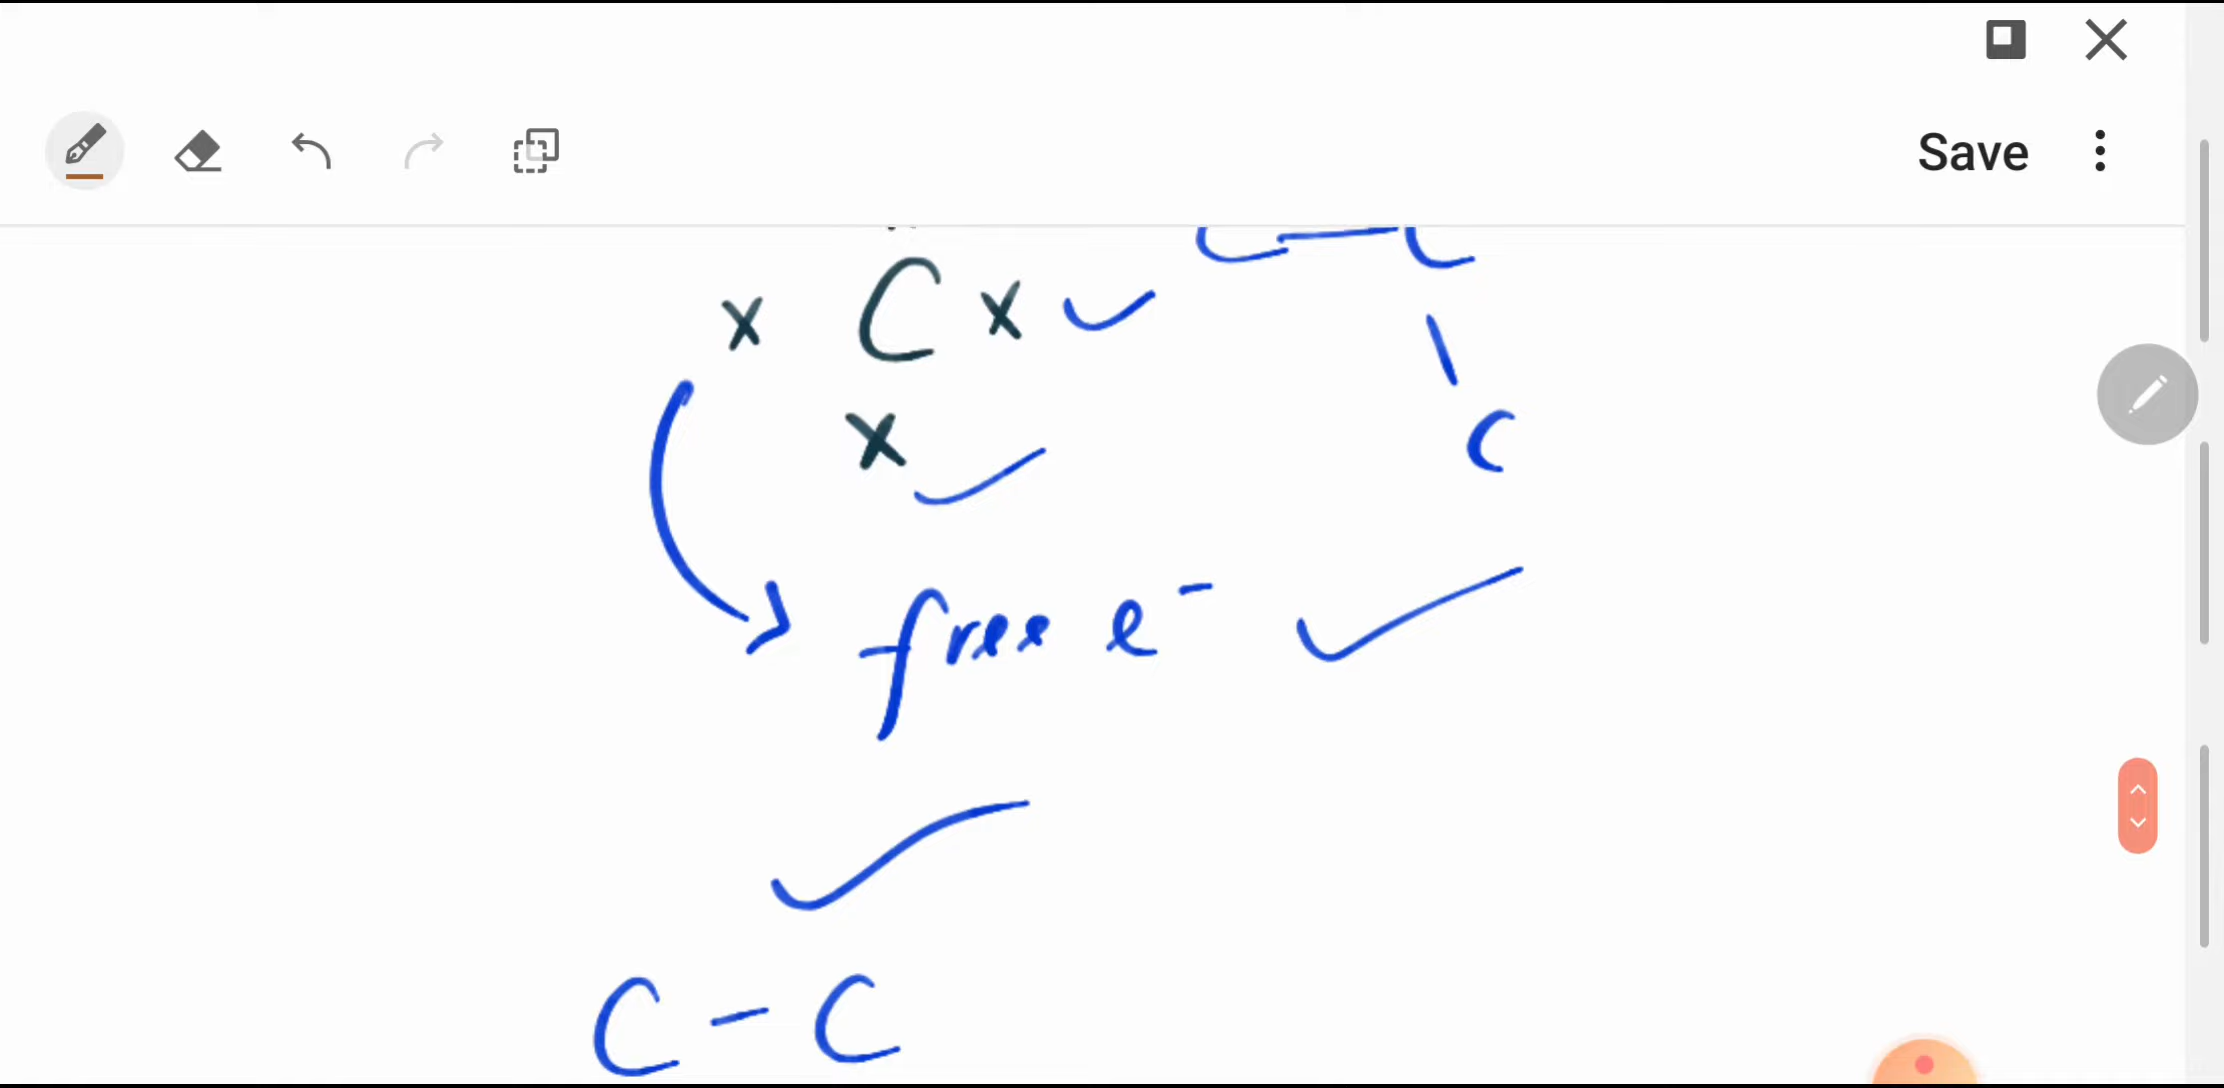 Save
C — C
x C x ✓
\
x ✓
C
free e⁻ ✓
✓
C - C